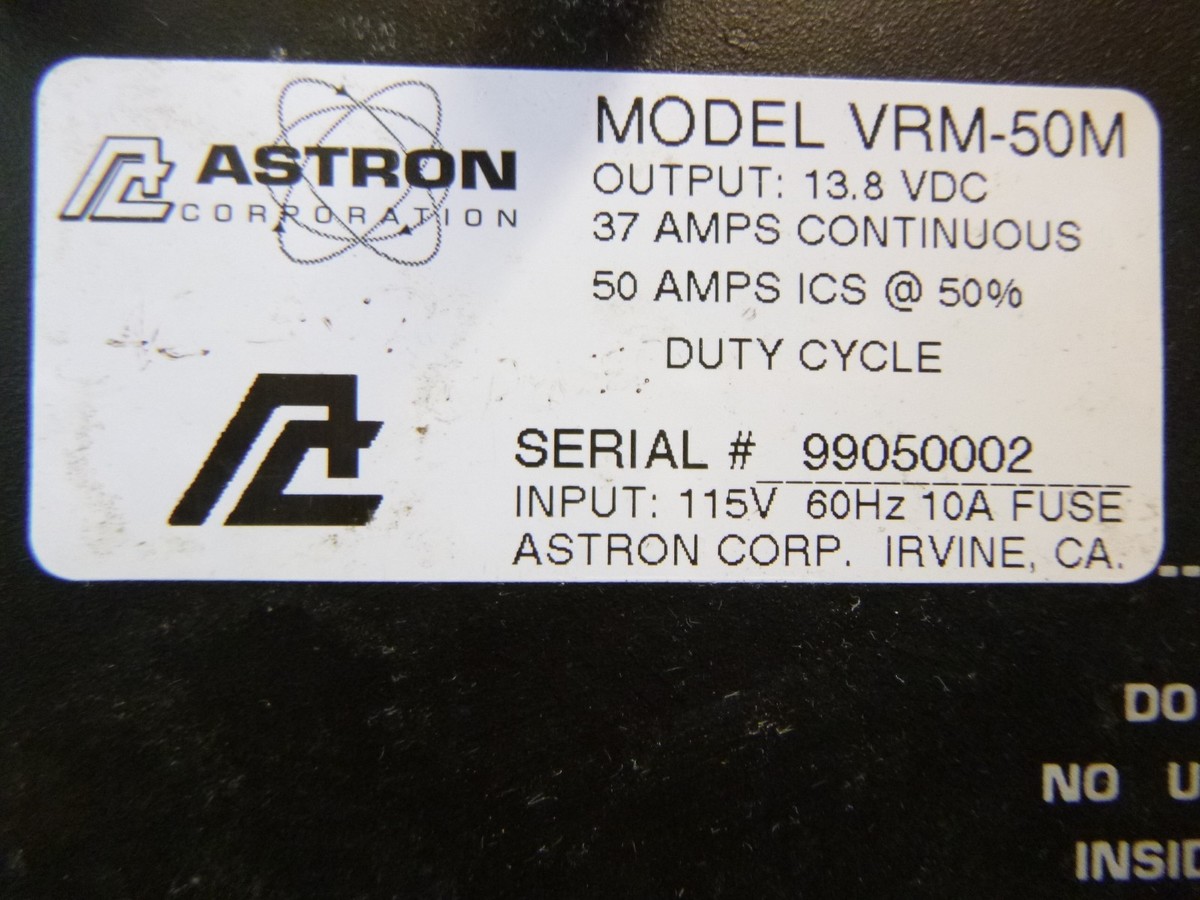 ASTRON
CORPORATION
MODEL VRM-50M
OUTPUT: 13.8 VDC
37 AMPS CONTINUOUS
50 AMPS ICS @ 50%
DUTY CYCLE
SERIAL # 99050002
INPUT: 115V 60Hz 10A FUSE
ASTRON CORP. IRVINE, CA.
DO
NO